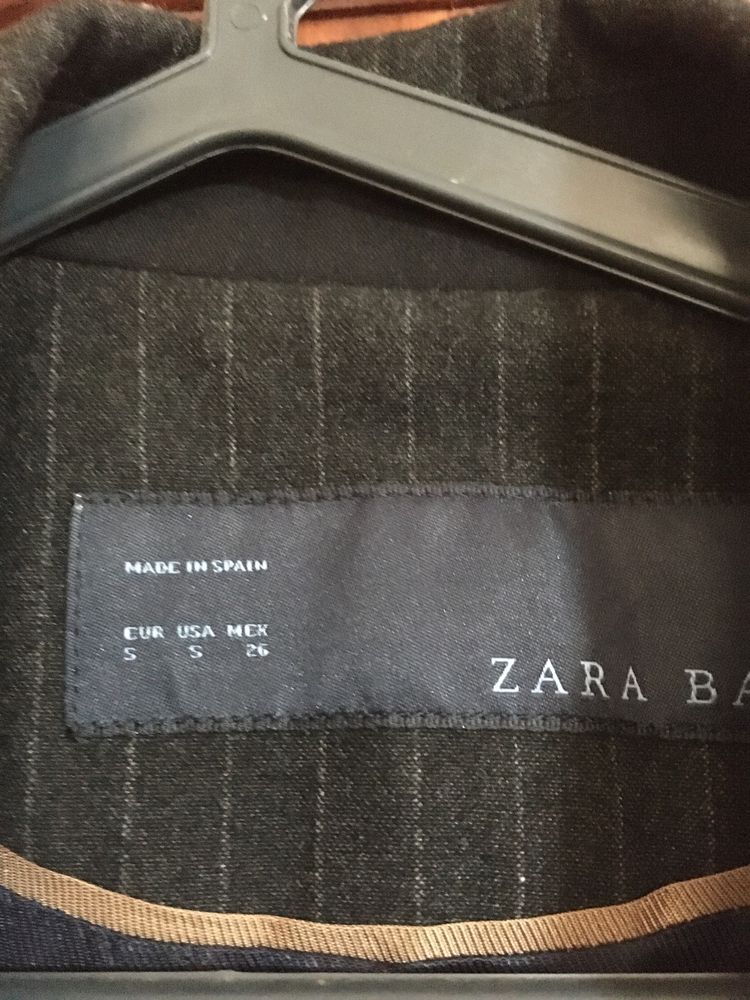 MADE IN SPAIN
EUR USA MEX
S S 26
ZARA BA